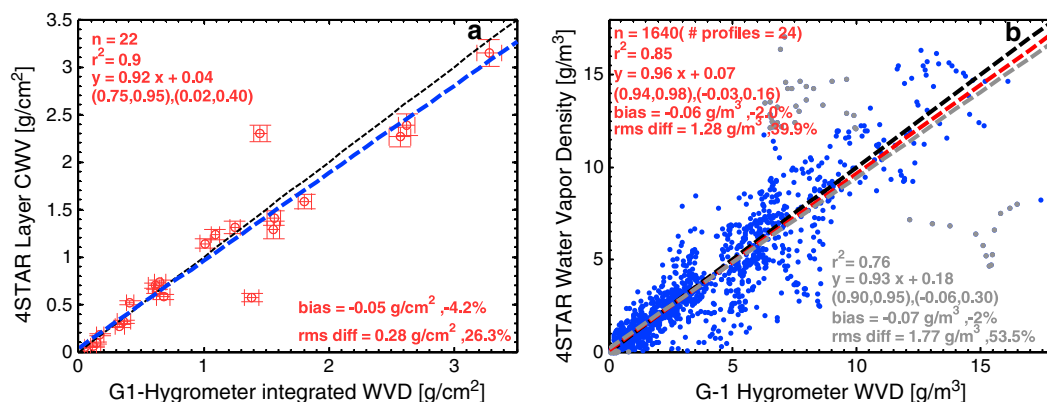 a
n = 22
r² = 0.9
y = 0.92 x + 0.04
(0.75,0.95),(0.02,0.40)
bias = -0.05 g/cm² ,-4.2%
rms diff = 0.28 g/cm² ,26.3%
4STAR Layer CWV [g/cm²]
3.5
3
2.5
2
1.5
1
0.5
0
0 1 2 3
G1-Hygrometer integrated WVD [g/cm²]
b
n = 1640( # profiles = 24)
r² = 0.85
y = 0.96 x + 0.07
(0.94,0.98),(-0.03,0.16)
bias = -0.06 g/m³ ,-2.0%
rms diff = 1.28 g/m³ ,39.9%
r² = 0.76
y = 0.93 x + 0.18
(0.90,0.95),(-0.06,0.30)
bias = -0.07 g/m³ ,-2%
rms diff = 1.77 g/m³ ,53.5%
4STAR Water Vapor Density [g/m³]
15
10
5
0
0 5 10 15
G-1 Hygrometer WVD [g/m³]